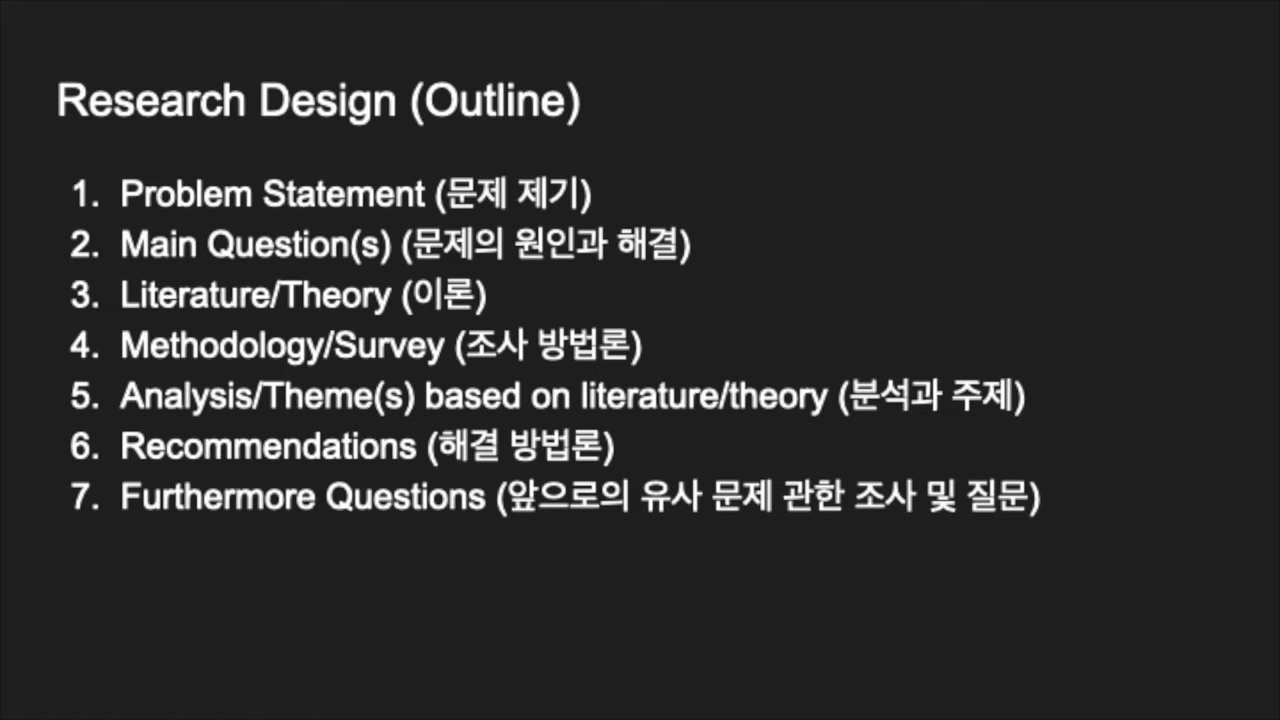 Research Design (Outline)
1. Problem Statement (문제 제기)
2. Main Question(s) (문제의 원인과 해결)
3. Literature/Theory (이론)
4. Methodology/Survey (조사 방법론)
5. Analysis/Theme(s) based on literature/theory (분석과 주제)
6. Recommendations (해결 방법론)
7. Furthermore Questions (앞으로의 유사 문제 관한 조사 및 질문)